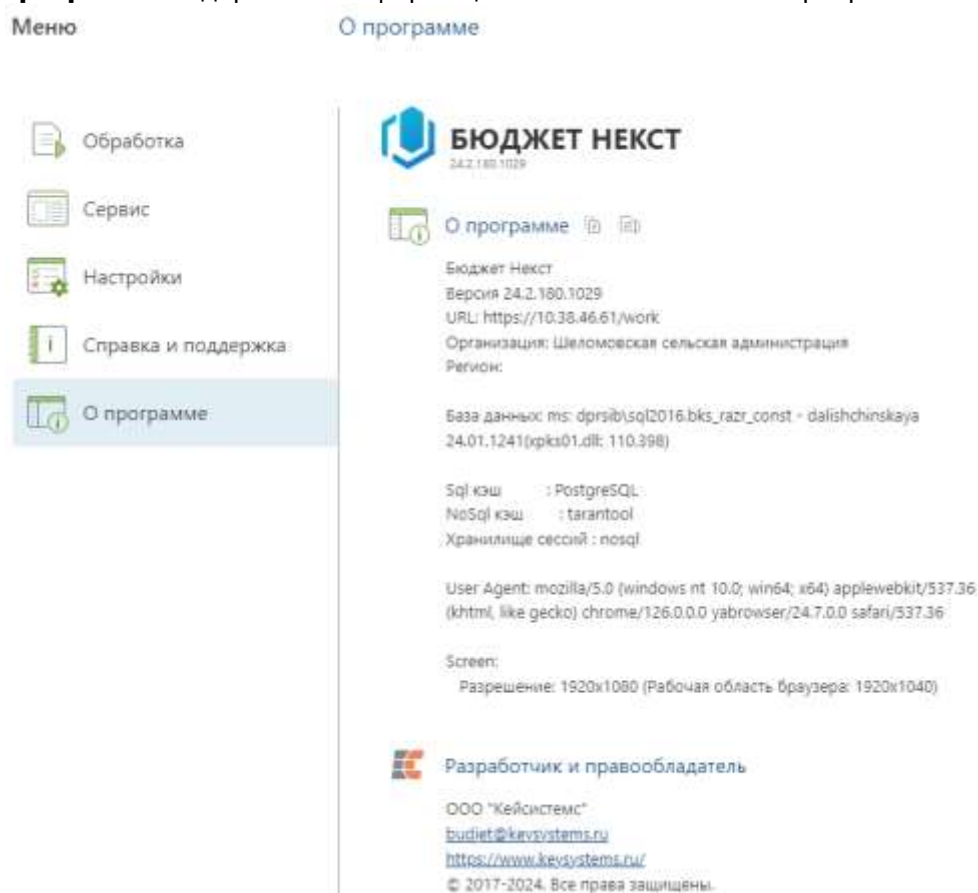 Меню
О программе
Обработка
Сервис
Настройки
Справка и поддержка
О программе
БЮДЖЕТ НЕКСТ
24.2.180.1029
О программе
Бюджет Некст
Версия 24.2.180.1029
URL: https://10.38.46.61/work
Организация: Шеломовская сельская администрация
Регион:
База данных: ms: dprsib\sql2016.bks_razr_const - dalishchinskaya
24.01.1241(xpks01.dll: 110.398)
Sql кэш : PostgreSQL
NoSql кэш : tarantool
Хранилище сессий : nosql
User Agent: mozilla/5.0 (windows nt 10.0; win64; x64) applewebkit/537.36
(khtml, like gecko) chrome/126.0.0.0 yabrowser/24.7.0.0 safari/537.36
Screen:
Разрешение: 1920x1080 (Рабочая область браузера: 1920x1040)
Разработчик и правообладатель
ООО "Кейсистемс"
budjet@keysystems.ru
https://www.keysystems.ru/
© 2017-2024. Все права защищены.